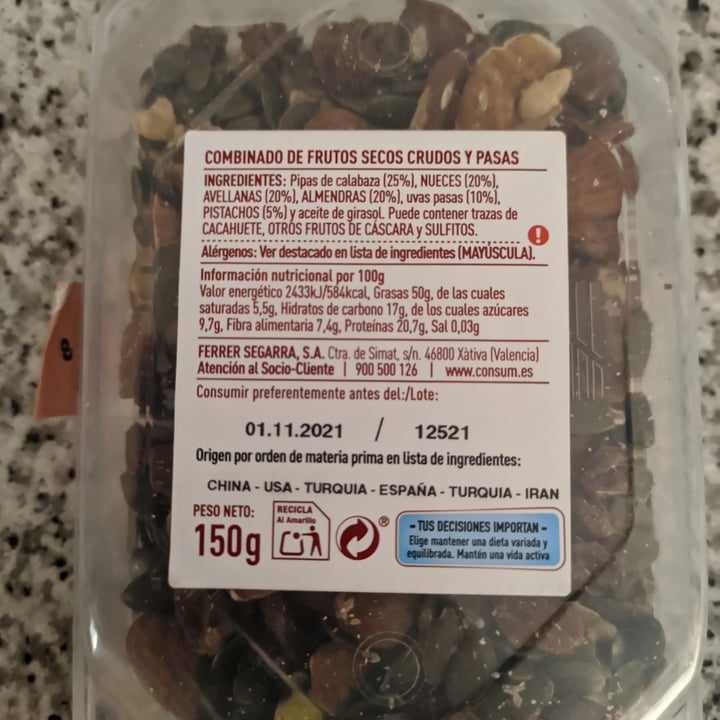 COMBINADO DE FRUTOS SECOS CRUDOS Y PASAS
INGREDIENTES: Pipas de calabaza (25%), NUECES (20%),
AVELLANAS (20%), ALMENDRAS (20%), uvas pasas (10%),
PISTACHOS (5%) y aceite de girasol. Puede contener trazas de
CACAHUETE, OTROS FRUTOS DE CÁSCARA y SULFITOS.
!
Alérgenos: Ver destacado en lista de ingredientes (MAYÚSCULA).
Información nutricional por 100g
Valor energético 2433kJ/584kcal, Grasas 50g, de las cuales
saturadas 5,5g, Hidratos de carbono 17g, de los cuales azúcares
9,7g, Fibra alimentaria 7,4g, Proteínas 20,7g, Sal 0,03g
FERRER SEGARRA, S.A. Ctra. de Simat, s/n. 46800 Xàtiva (Valencia)
Atención al Socio-Cliente | 900 500 126 | www.consum.es
Consumir preferentemente antes del:/Lote:
01.11.2021 / 12521
Origen por orden de materia prima en lista de ingredientes:
CHINA - USA - TURQUIA - ESPAÑA - TURQUIA - IRAN
PESO NETO:
150g
RECICLA
Al Amarillo
®
- TUS DECISIONES IMPORTAN -
Elige mantener una dieta variada y
equilibrada. Mantén una vida activa